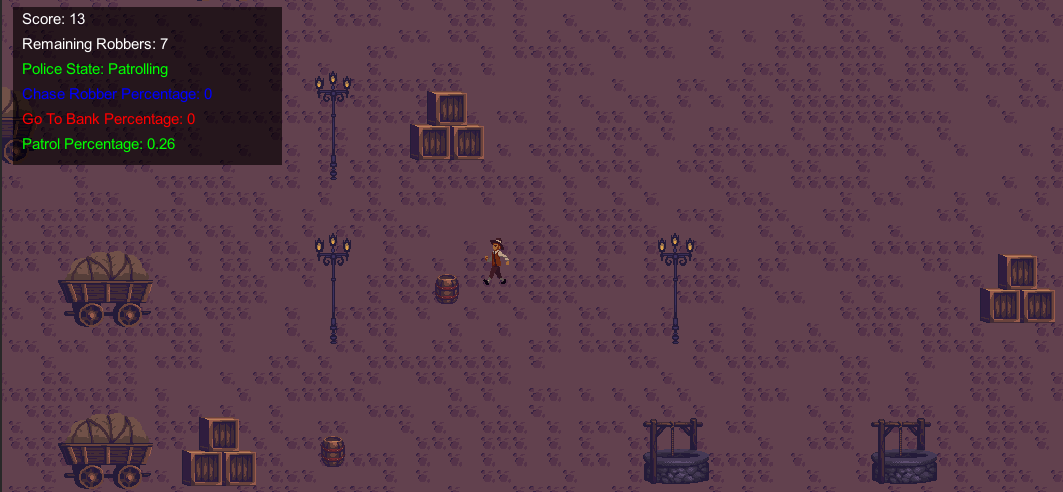 Score: 13
Remaining Robbers: 7
Police State: Patrolling
Chase Robber Percentage: 0
Go To Bank Percentage: 0
Patrol Percentage: 0.26